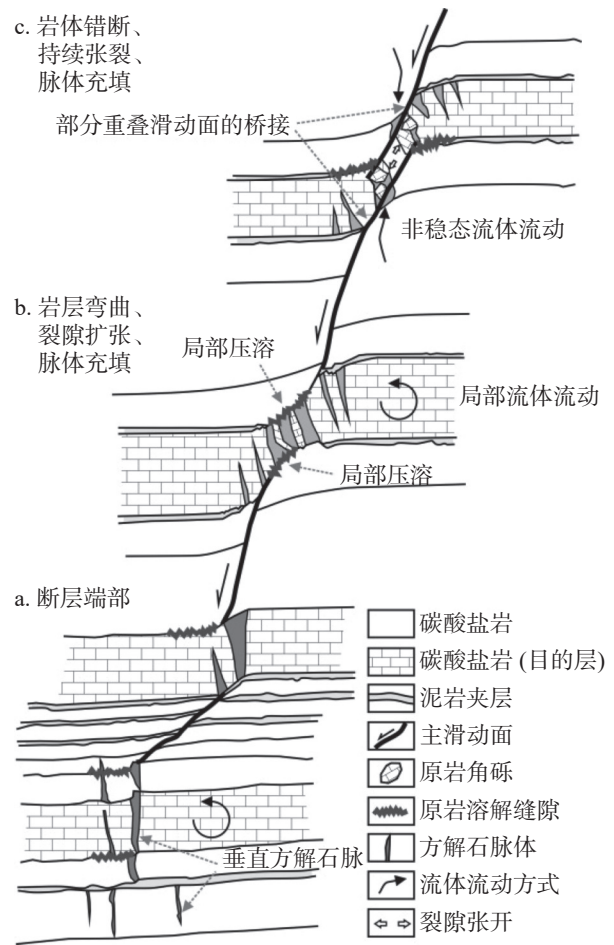 c. 岩体错断、
持续张裂、
脉体充填
部分重叠滑动面的桥接
非稳态流体流动
b. 岩层弯曲、
裂隙扩张、
脉体充填
局部压溶
局部流体流动
局部压溶
a. 断层端部
垂直方解石脉
碳酸盐岩
碳酸盐岩 (目的层)
泥岩夹层
主滑动面
原岩角砾
原岩溶解缝隙
方解石脉体
流体流动方式
裂隙张开